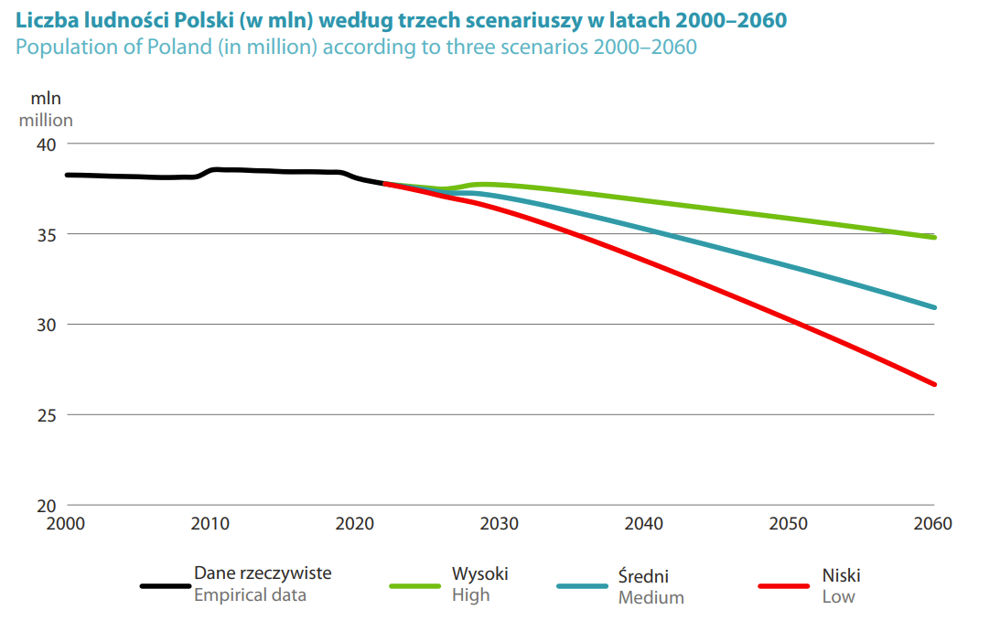 Liczba ludności Polski (w mln) według trzech scenariuszy w latach 2000–2060
Population of Poland (in million) according to three scenarios 2000–2060
mln
million
40
35
30
25
20
2000 2010 2020 2030 2040 2050 2060
Dane rzeczywiste
Empirical data
Wysoki
High
Średni
Medium
Niski
Low